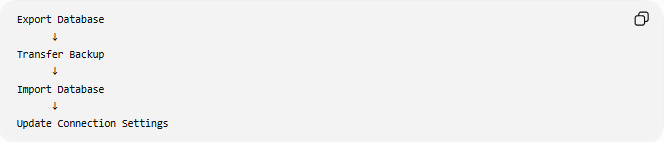 Export Database
↓
Transfer Backup
↓
Import Database
↓
Update Connection Settings